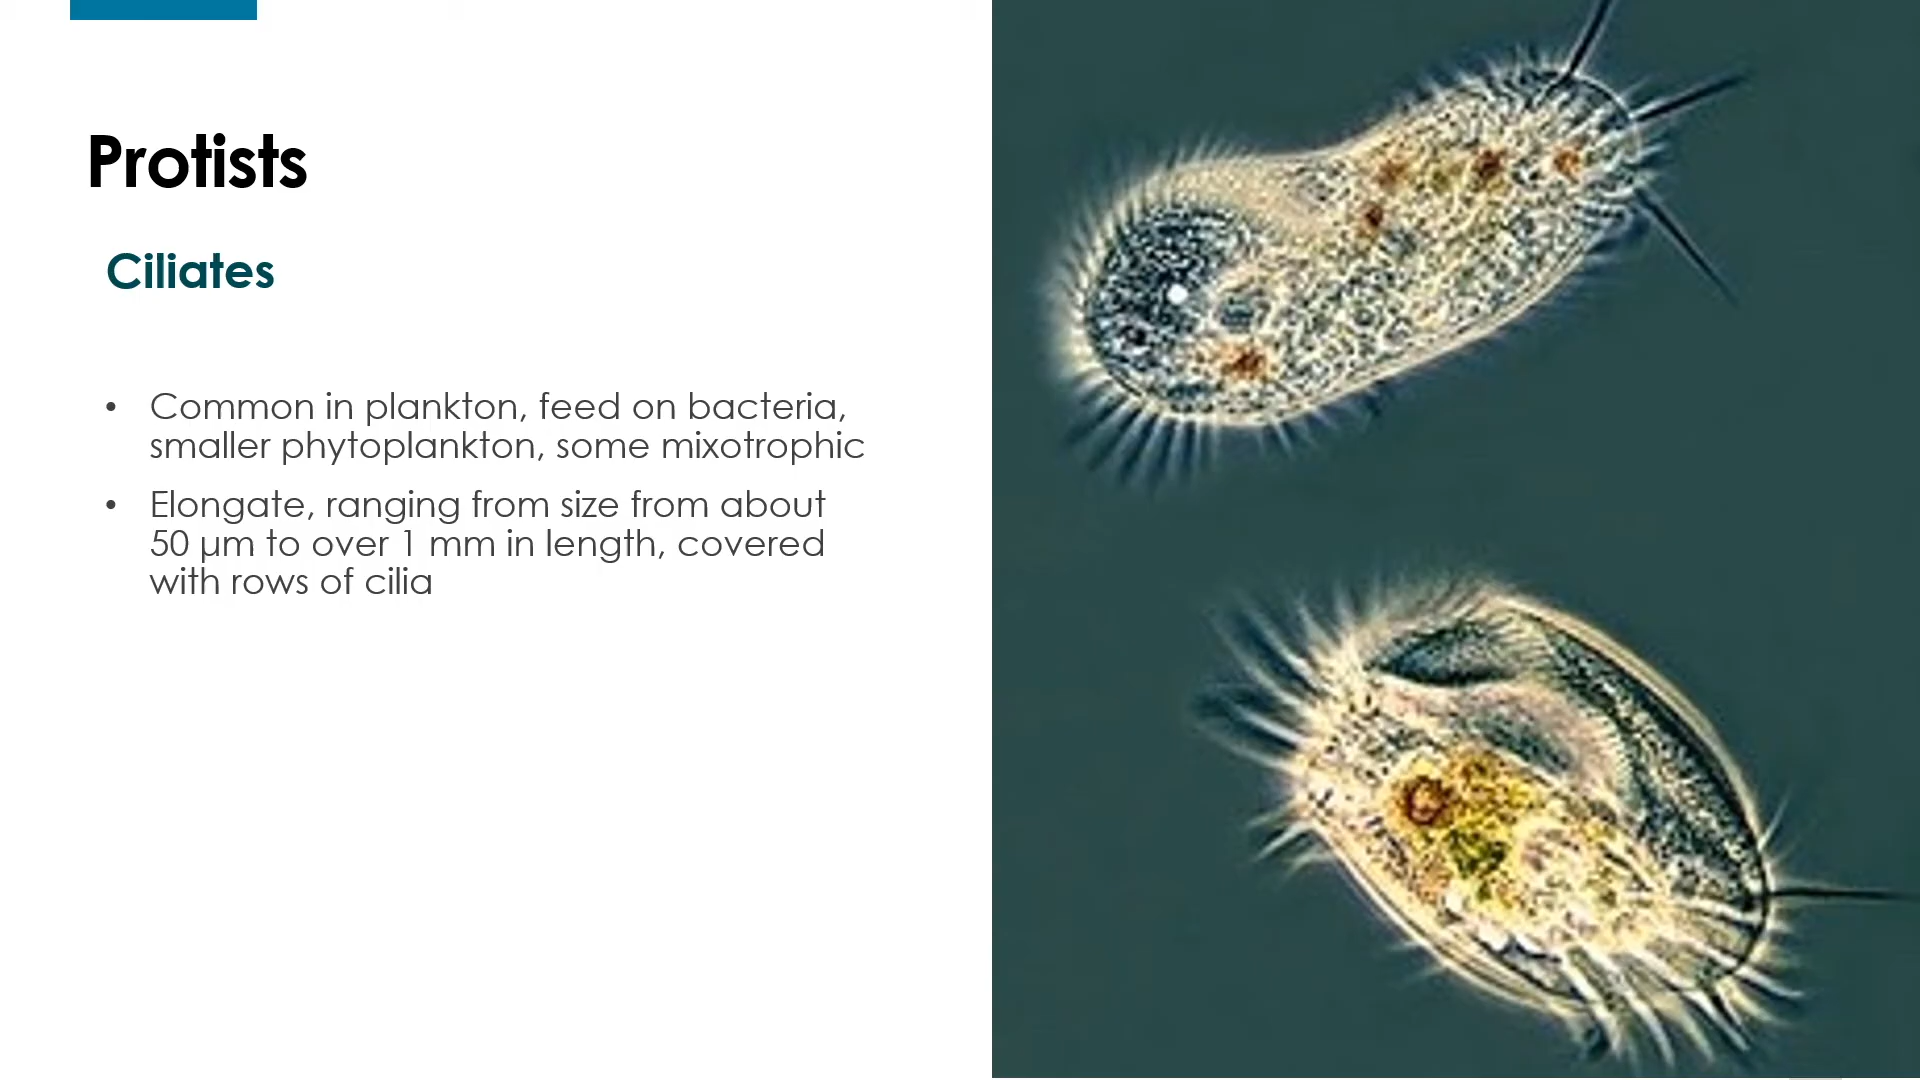 Protists
Ciliates
• Common in plankton, feed on bacteria,
smaller phytoplankton, some mixotrophic
• Elongate, ranging from size from about
50 µm to over 1 mm in length, covered
with rows of cilia